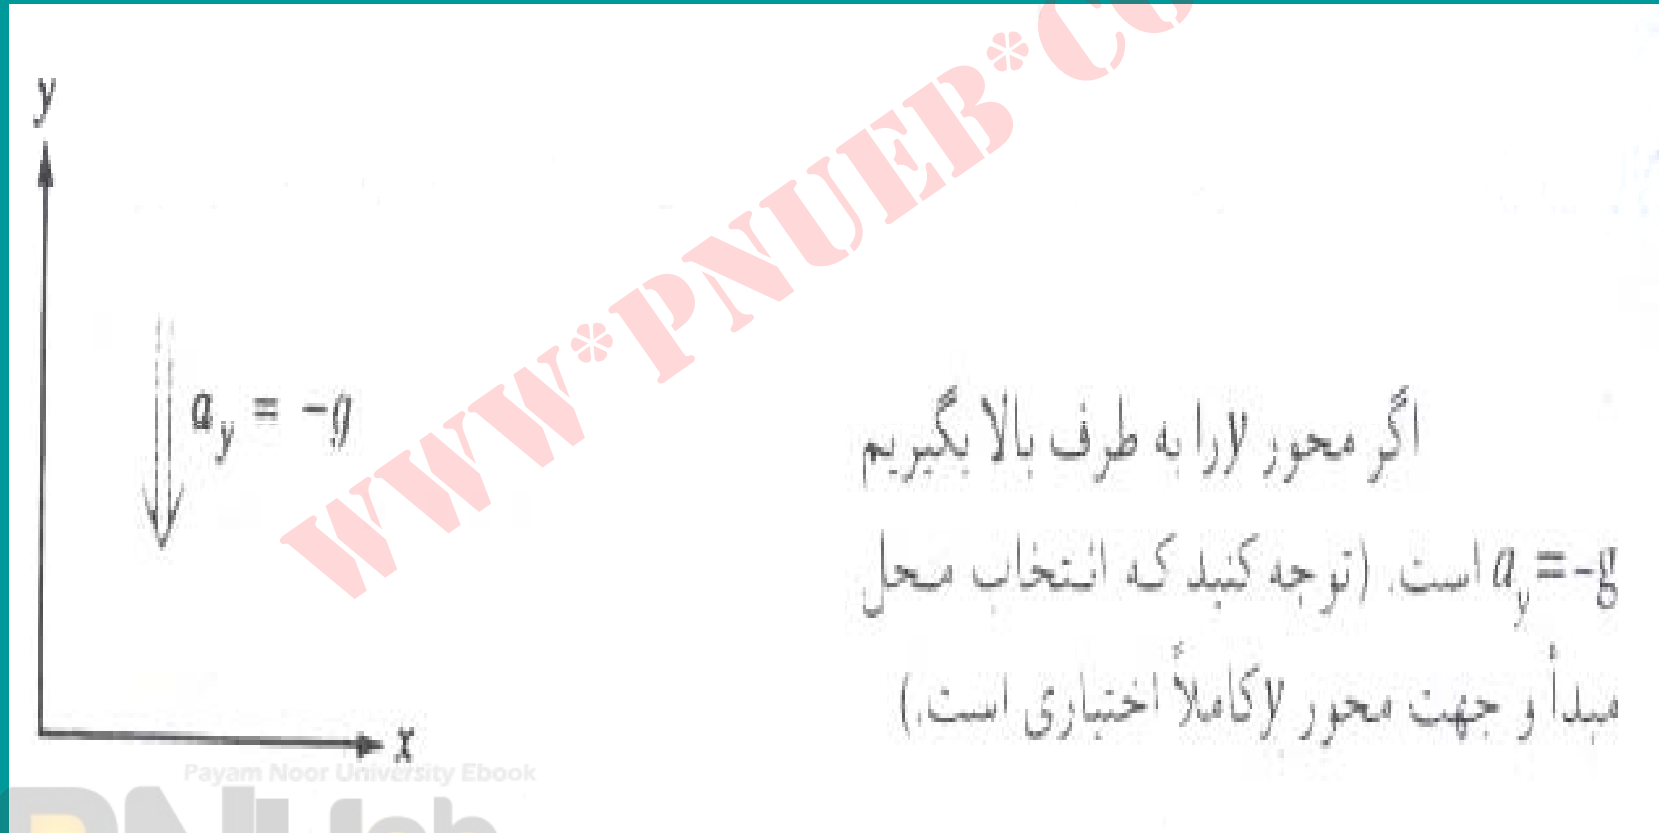 WWW*PNUEB*CO
y
a_y = -g
x
اگر محور y را به طرف بالا بگیریم
a_y = -g است. (توجه کنید که انتخاب محل
مبدأ و جهت محور y کاملاً اختیاری است.)
Payam Noor University Ebook